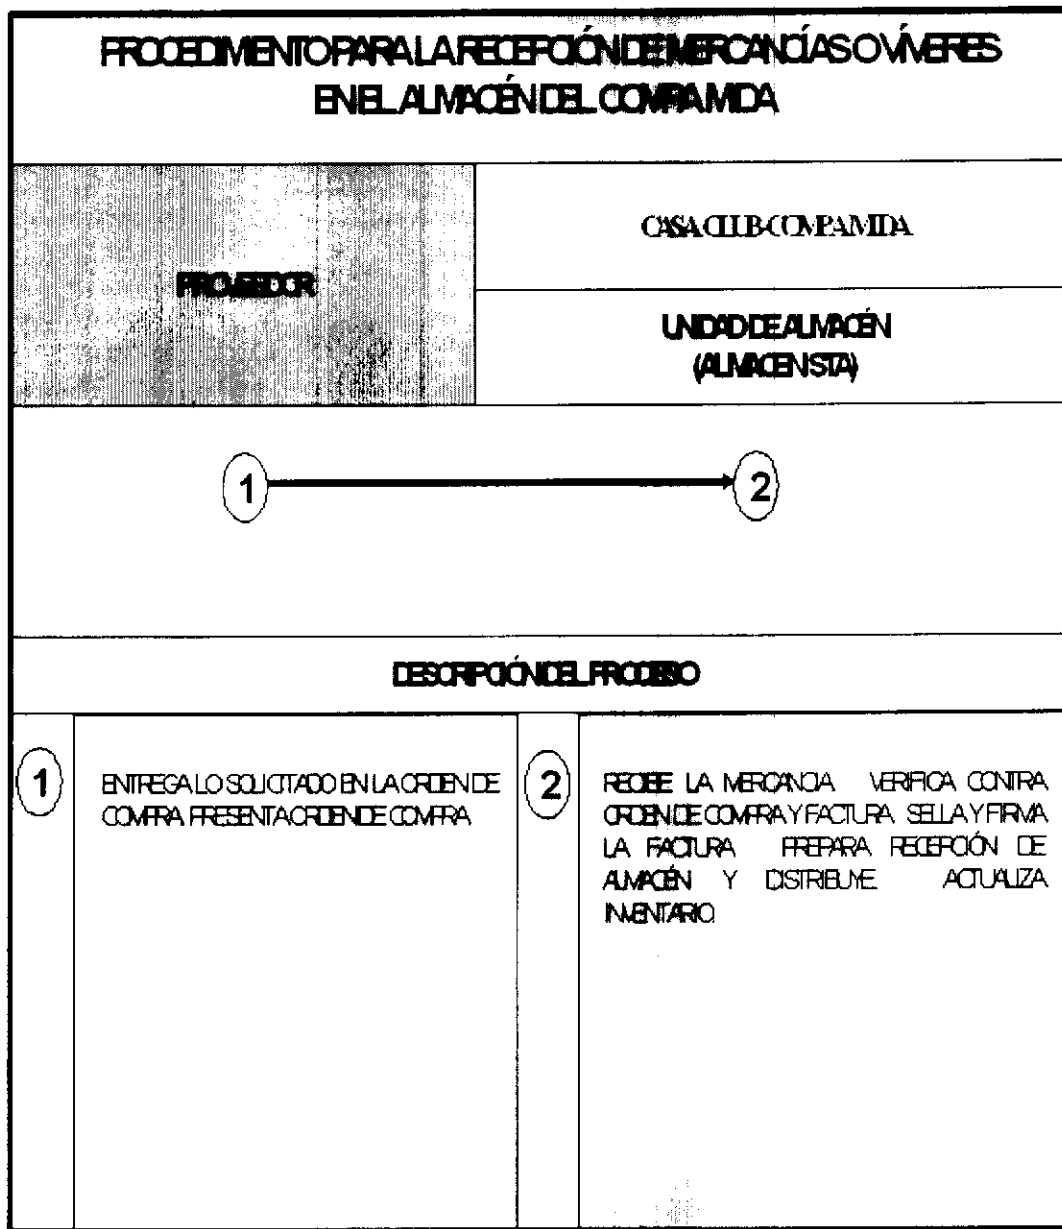 PROCEDIMIENTO PARA LA RECEPCIÓN DE MERCANCÍAS O VÍVERES
EN EL ALMACÉN DEL COMPAMIDA
PROVEEDOR
CASA CLUB-COMPAMIDA
UNIDAD DE ALMACÉN
(ALMACENISTA)
1
2
DESCRIPCIÓN DEL PROCESO
1
ENTREGA LO SOLICITADO EN LA ORDEN DE
COMPRA PRESENTA ORDEN DE COMPRA
2
RECIBE LA MERCANCIA VERIFICA CONTRA
ORDEN DE COMPRA Y FACTURA SELLA Y FIRMA
LA FACTURA PREPARA RECEPCIÓN DE
ALMACÉN Y DISTRIBUYE ACTUALIZA
INVENTARIO.